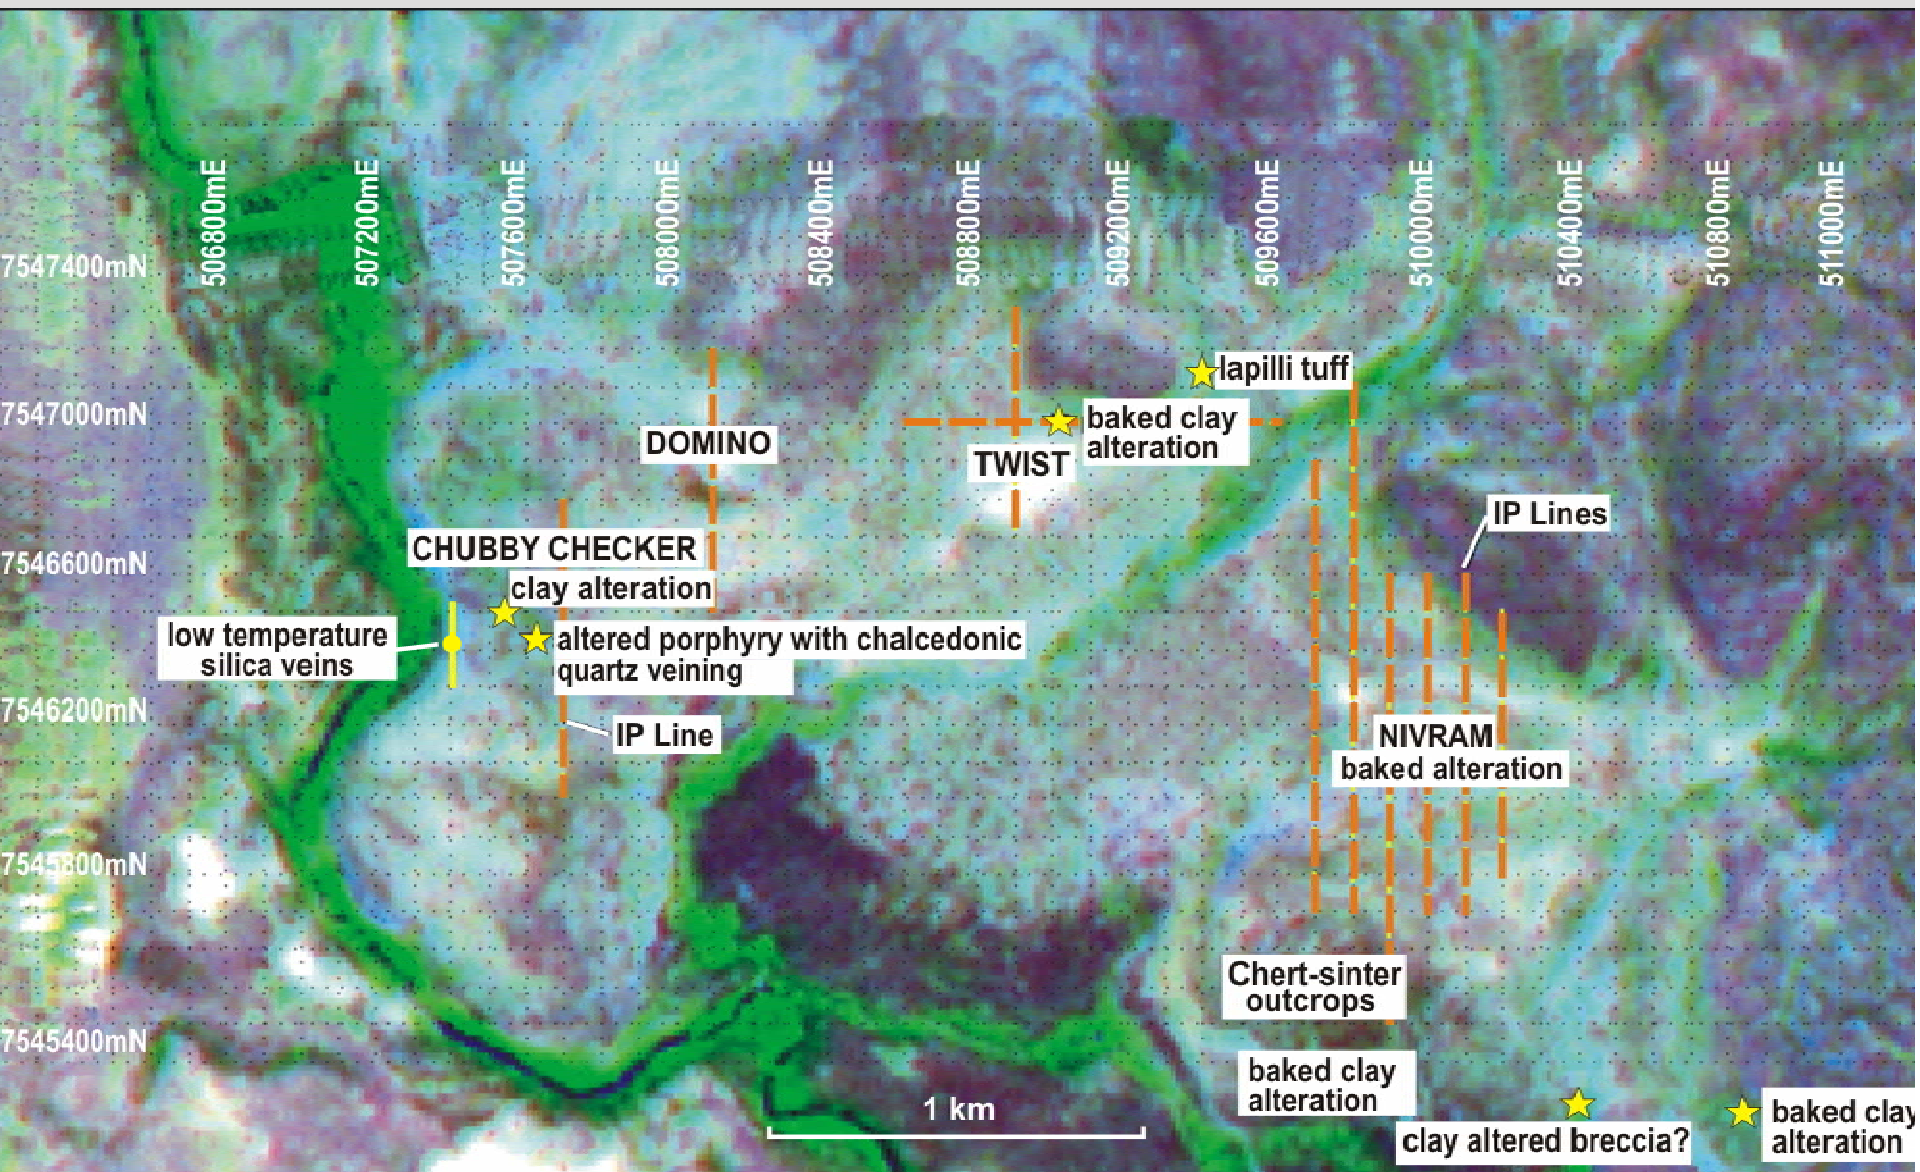 506800mE
507200mE
507600mE
508000mE
508400mE
508800mE
509200mE
509600mE
510000mE
510400mE
510800mE
511000mE
7547400mN
7547000mN
7546600mN
7546200mN
7545800mN
7545400mN
lapilli tuff
baked clay
alteration
DOMINO
TWIST
IP Lines
CHUBBY CHECKER
clay alteration
low temperature
silica veins
altered porphyry with chalcedonic
quartz veining
IP Line
NIVRAM
baked alteration
Chert-sinter
outcrops
baked clay
alteration
1 km
clay altered breccia?
baked clay
alteration